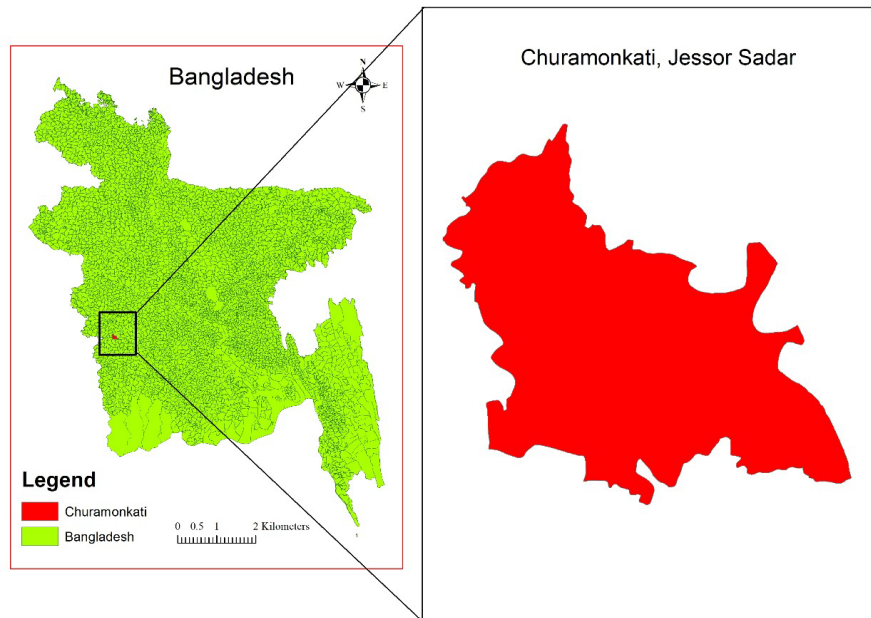 Bangladesh
N
W E
S
Churamonkati, Jessor Sadar
Legend
Churamonkati
Bangladesh
0 0.5 1 2 Kilometers